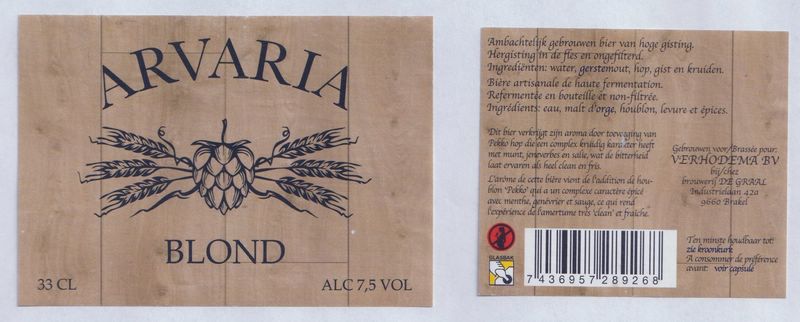 ARVARIA
BLOND
33 CL
ALC 7,5 VOL
Ambachtelijk gebrouwen bier van hoge gisting.
Hergisting in de fles en ongefilterd.
Ingrediënten: water, gerstemout, hop, gist en kruiden.
Bière artisanale de haute fermentation.
Refermentée en bouteille et non-filtrée.
Ingrédients: eau, malt d'orge, houblon, levure et épices.
Dit bier verkrijgt zijn aroma door toevoeging van
Pekko hop die een complex kruidig karakter heeft
met munt, jeneverbes en salie, wat de bitterheid
laat ervaren als heel clean en fris.
L'arôme de cette bière vient de l'addition de hou-
blon 'Pekko' qui a un complexe caractère épicé
avec menthe, genévrier et sauge, ce qui rend
l'expérience de l'amertume très 'clean' et fraîche.
Gebrouwen voor/Brassée pour:
VERHODEMA BV
bij/chez
brouwerij DE GRAAL
Industrielaan 42a
9660 Brakel
GLASBAK
7 436957 289268
Ten minste houdbaar tot:
zie kroonkurk
A consommer de préférence
avant: voir capsule